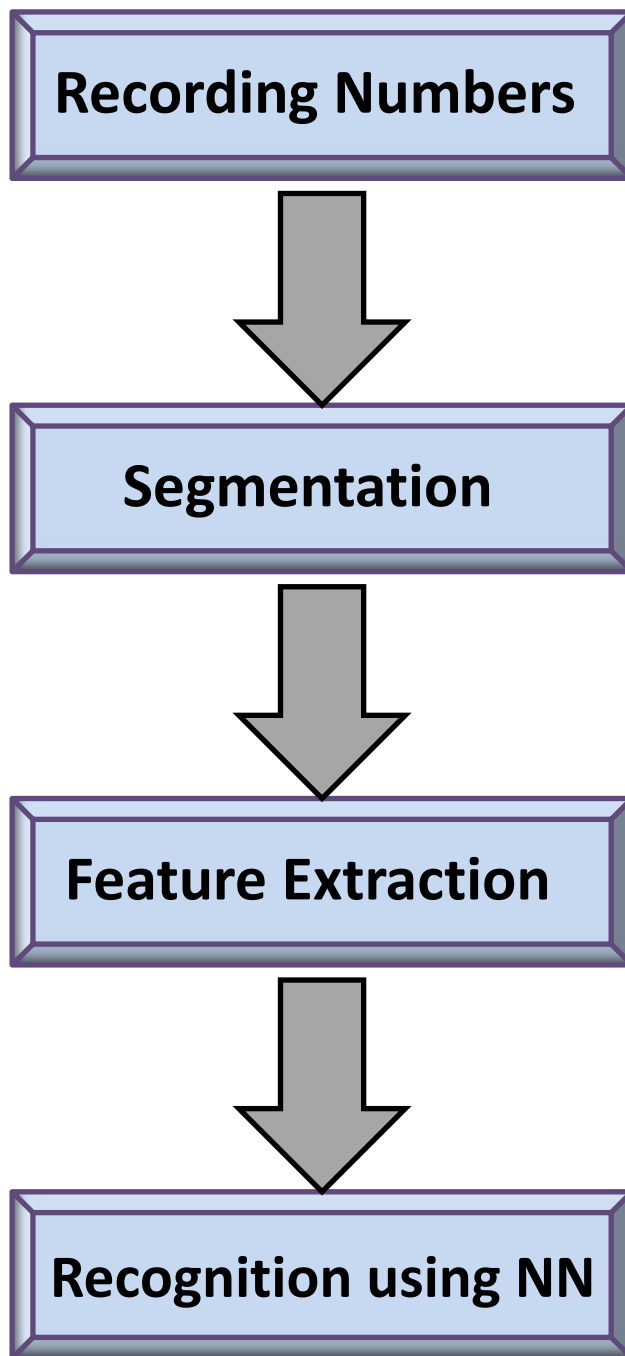 Recording Numbers
Segmentation
Feature Extraction
Recognition using NN